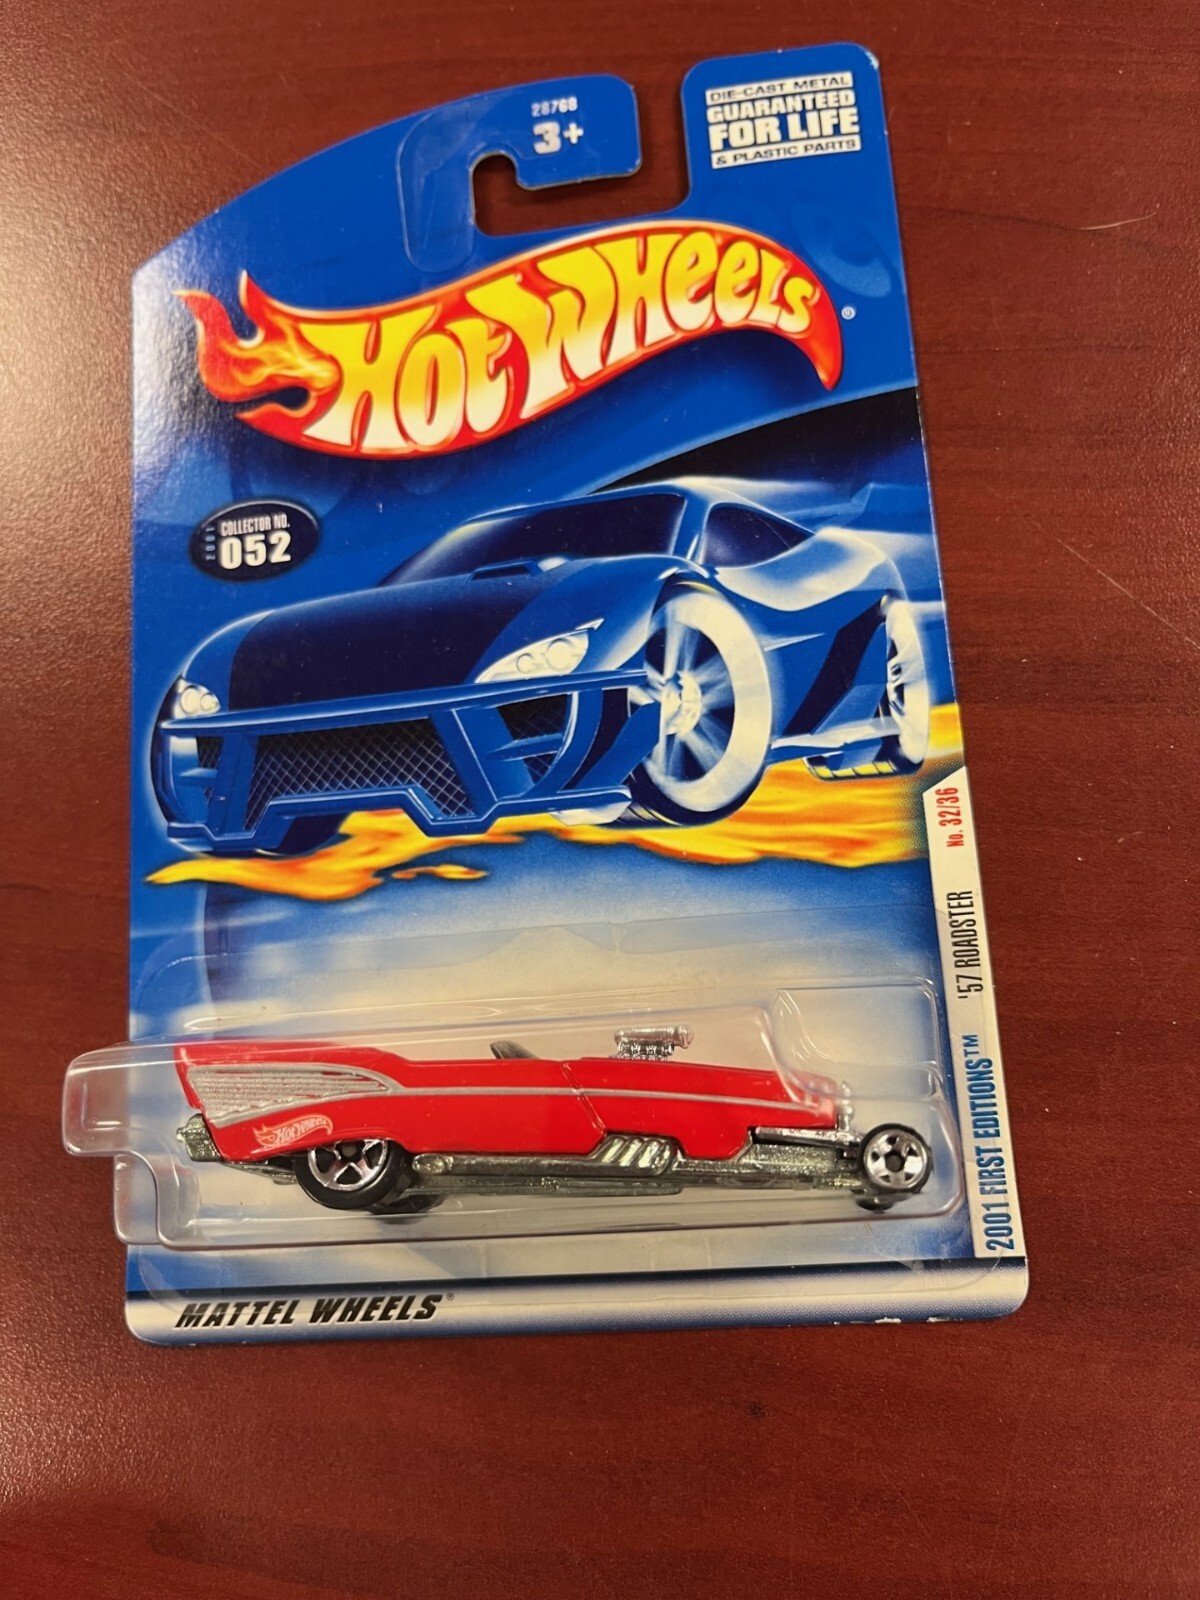 28768
3+
DIE-CAST METAL
GUARANTEED
FOR LIFE
& PLASTIC PARTS
HOT WHEELS®
2001
COLLECTOR NO.
052
2001 FIRST EDITIONS™ '57 ROADSTER No. 32/36
Hot Wheels
MATTEL WHEELS®